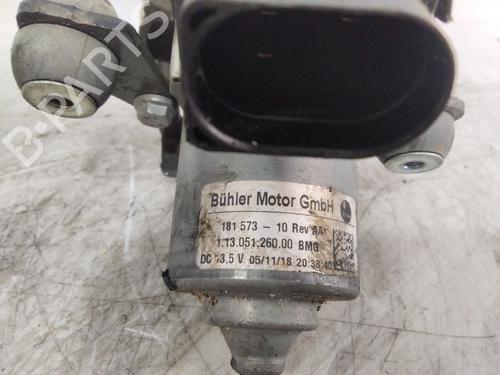 B-PARTS
Bühler Motor GmbH
181 573 - 10 Rev AA
1.13.051.260.00 BMG
DC 13,5 V 05/11/18 20:38:40